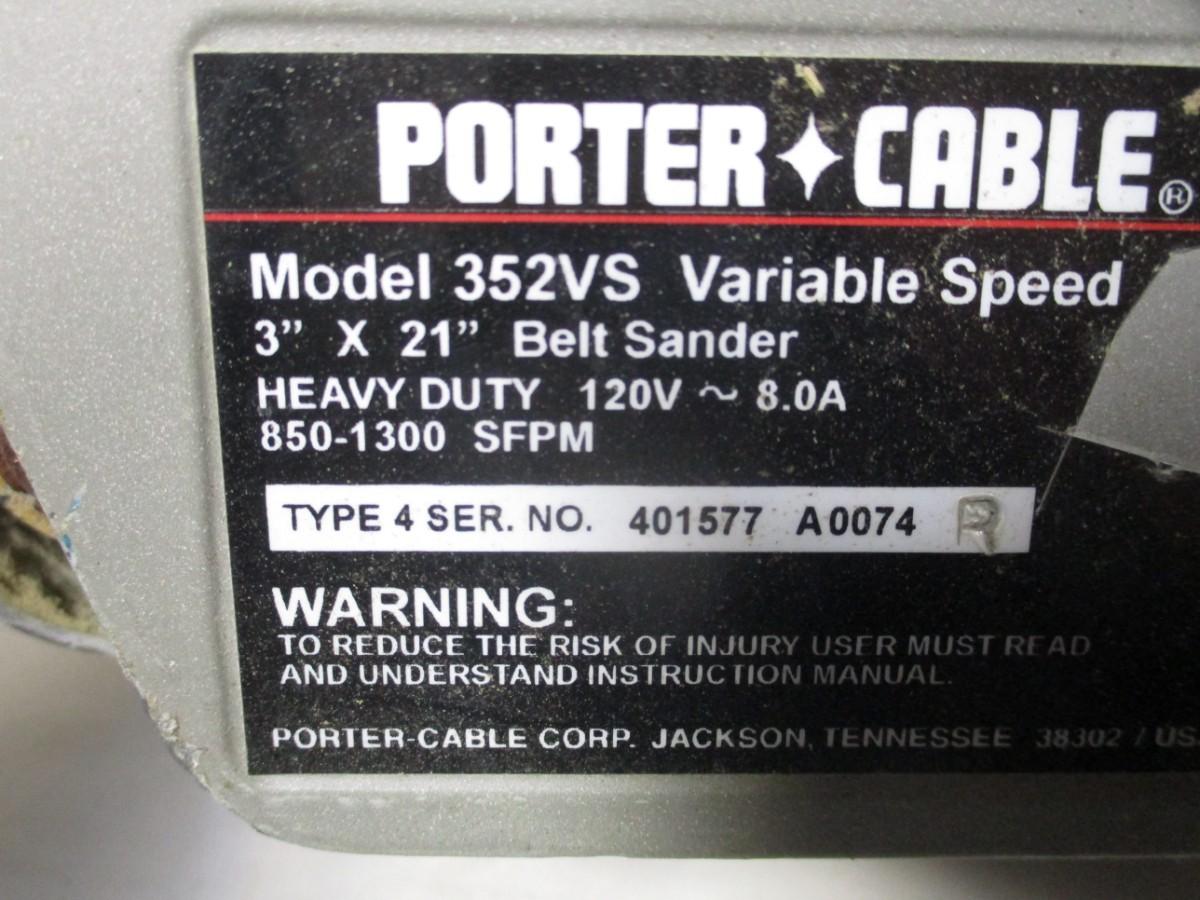 PORTER✦CABLE®
Model 352VS Variable Speed
3” X 21” Belt Sander
HEAVY DUTY 120V ~ 8.0A
850-1300 SFPM
TYPE 4 SER. NO. 401577 A0074 R
WARNING:
TO REDUCE THE RISK OF INJURY USER MUST READ
AND UNDERSTAND INSTRUCTION MANUAL.
PORTER-CABLE CORP. JACKSON, TENNESSEE 38302 / US